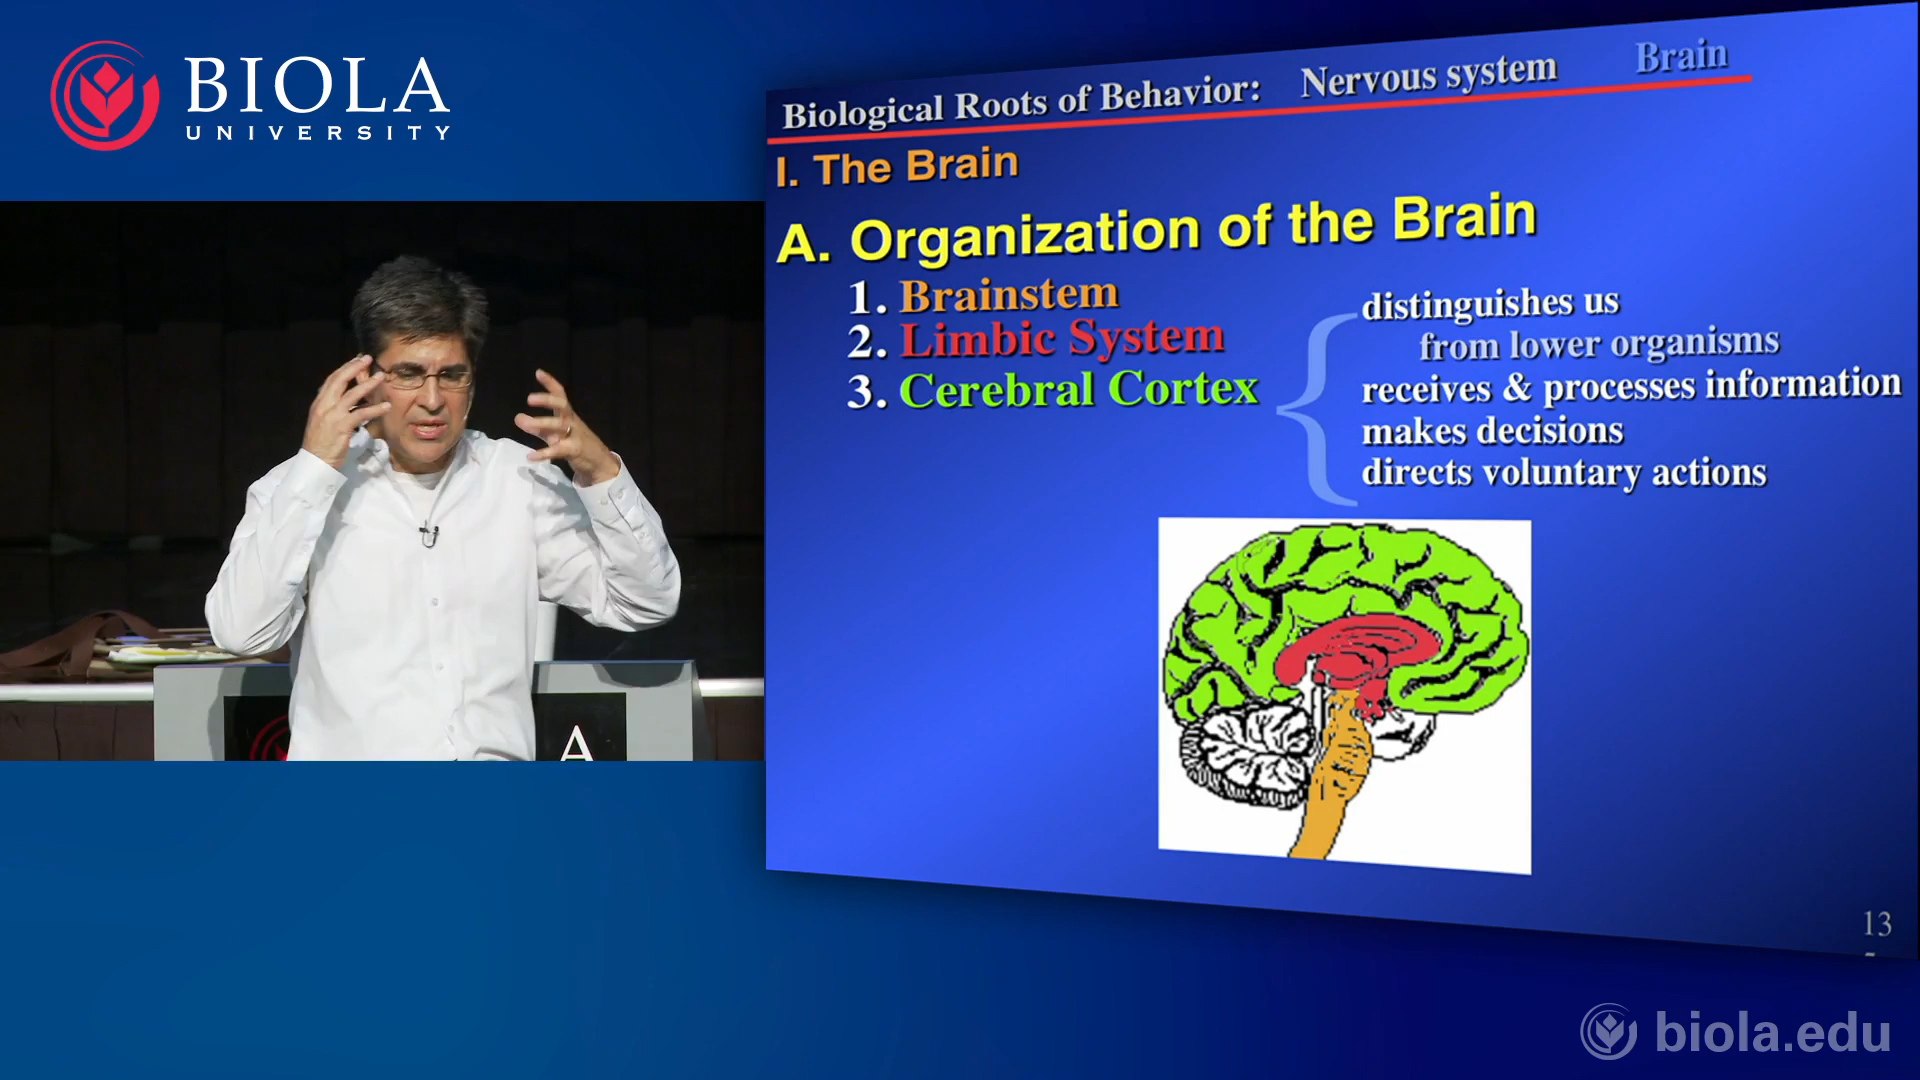 BIOLA
UNIVERSITY
Biological Roots of Behavior: Nervous system Brain
I. The Brain
A. Organization of the Brain
1. Brainstem
2. Limbic System
3. Cerebral Cortex
distinguishes us
from lower organisms
receives & processes information
makes decisions
directs voluntary actions
A
13
biola.edu